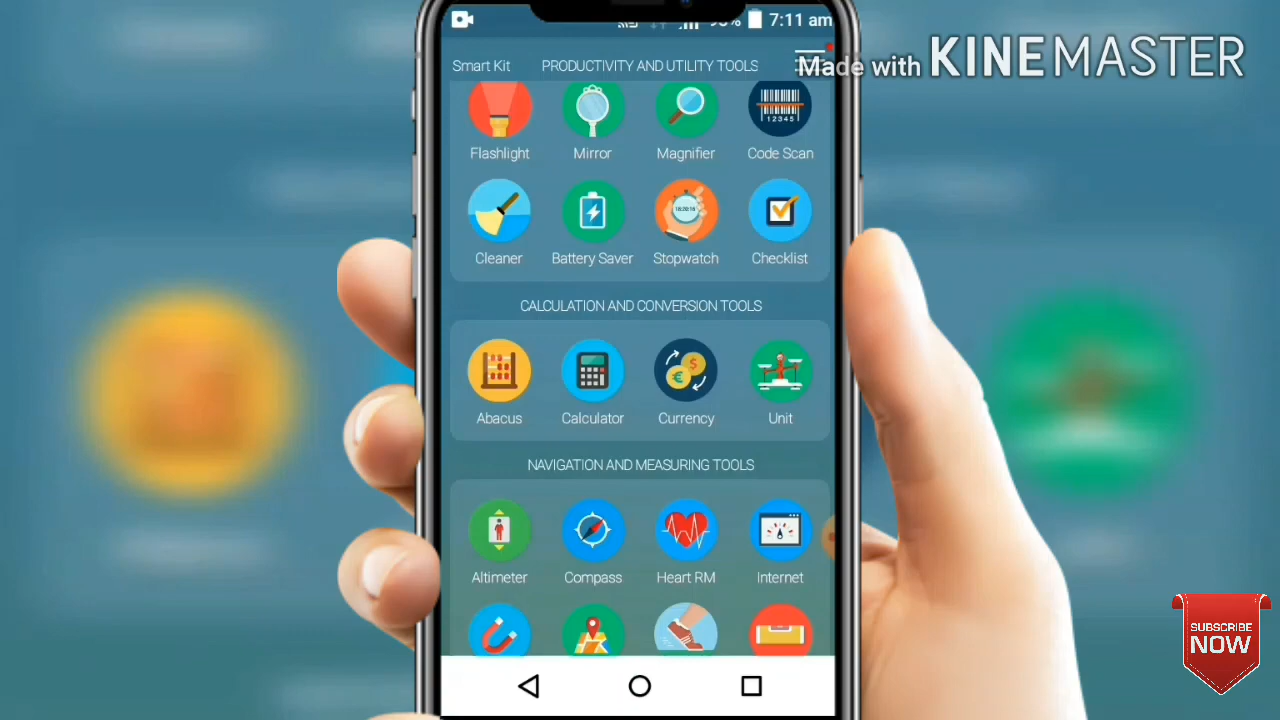 7:11 am
Smart Kit PRODUCTIVITY AND UTILITY TOOLS
Made with KINEMASTER
Flashlight Mirror Magnifier Code Scan
12345
Cleaner Battery Saver Stopwatch Checklist
CALCULATION AND CONVERSION TOOLS
Abacus Calculator Currency Unit
NAVIGATION AND MEASURING TOOLS
Altimeter Compass Heart RM Internet
SUBSCRIBE
NOW